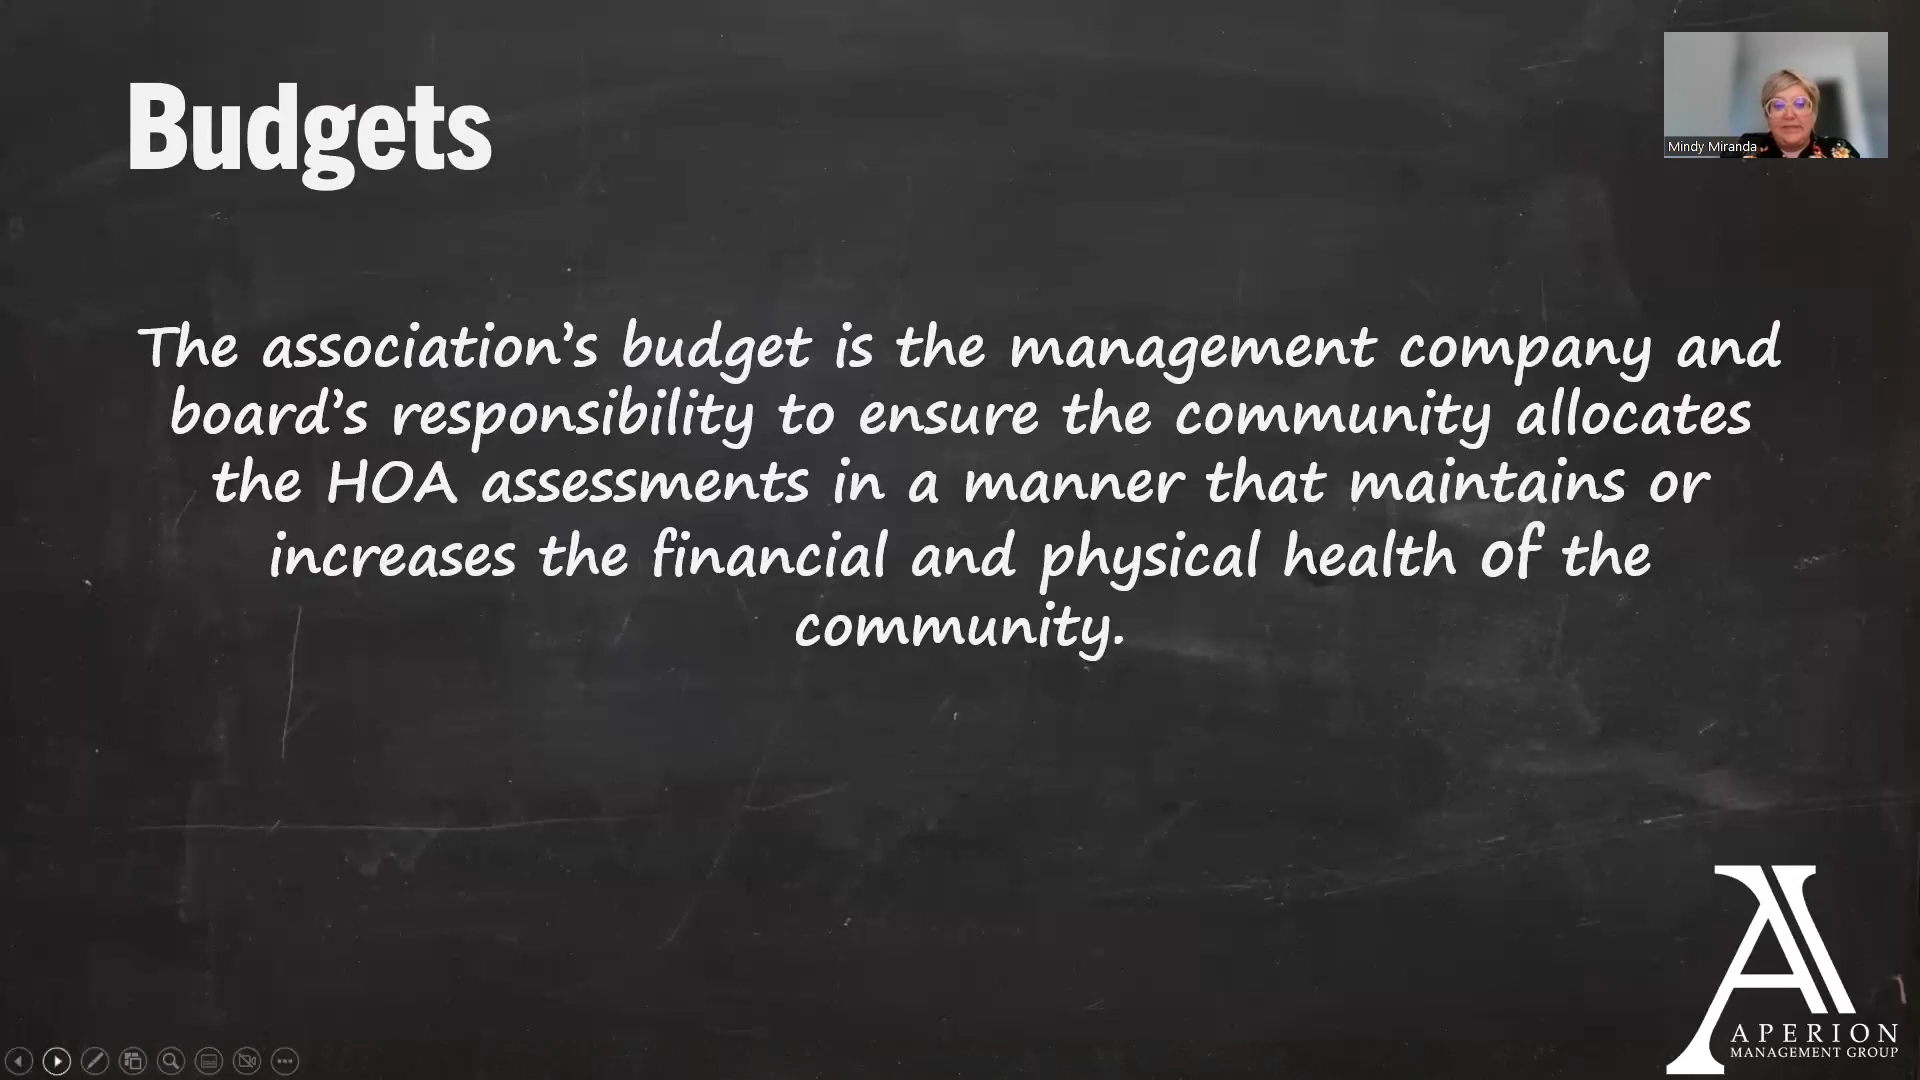 Budgets
Mindy Miranda
The association’s budget is the management company and
board’s responsibility to ensure the community allocates
the HOA assessments in a manner that maintains or
increases the financial and physical health of the
community.
APERION
MANAGEMENT GROUP